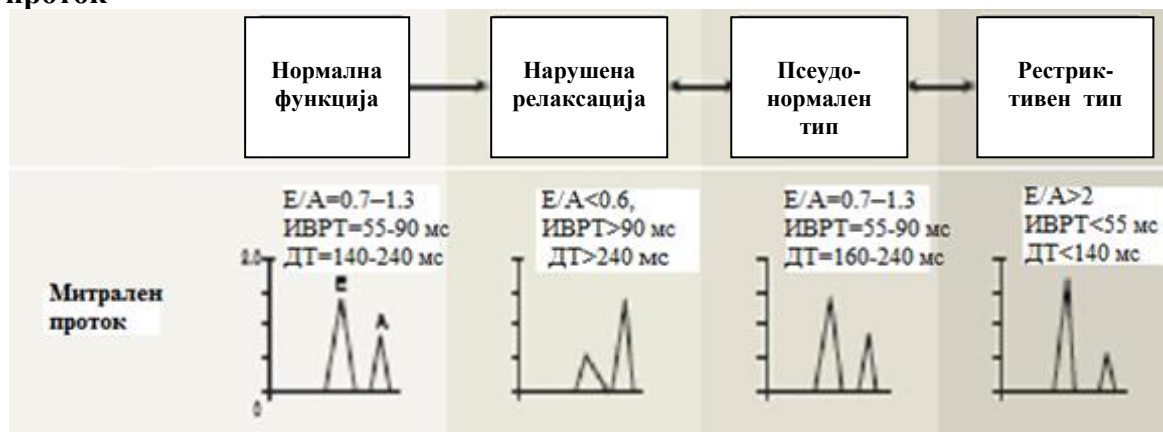 проток
Нормална
функција
Нарушена
релаксација
Псеудо-
нормален
тип
Рестрик-
тивен тип
Е/А=0.7–1.3
ИВРТ=55-90 мс
ДТ=140-240 мс
Е/А<0.6,
ИВРТ>90 мс
ДТ>240 мс
Е/А=0.7–1.3
ИВРТ=55-90 мс
ДТ=160-240 мс
Е/А>2
ИВРТ<55 мс
ДТ<140 мс
Митрален
проток
2.0
E
A
0